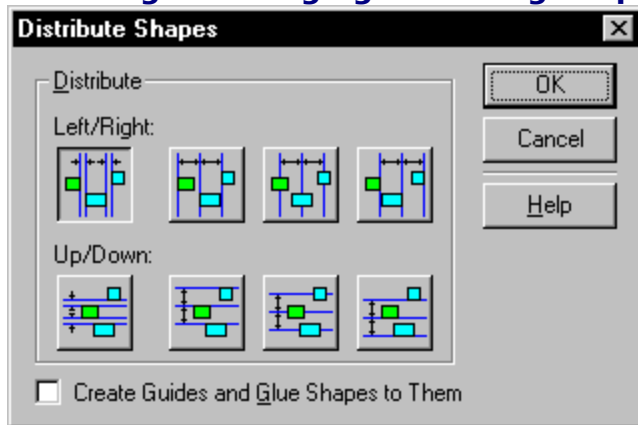 Distribute Shapes
Distribute
OK
Left/Right:
Cancel
Help
Up/Down:
Create Guides and Glue Shapes to Them